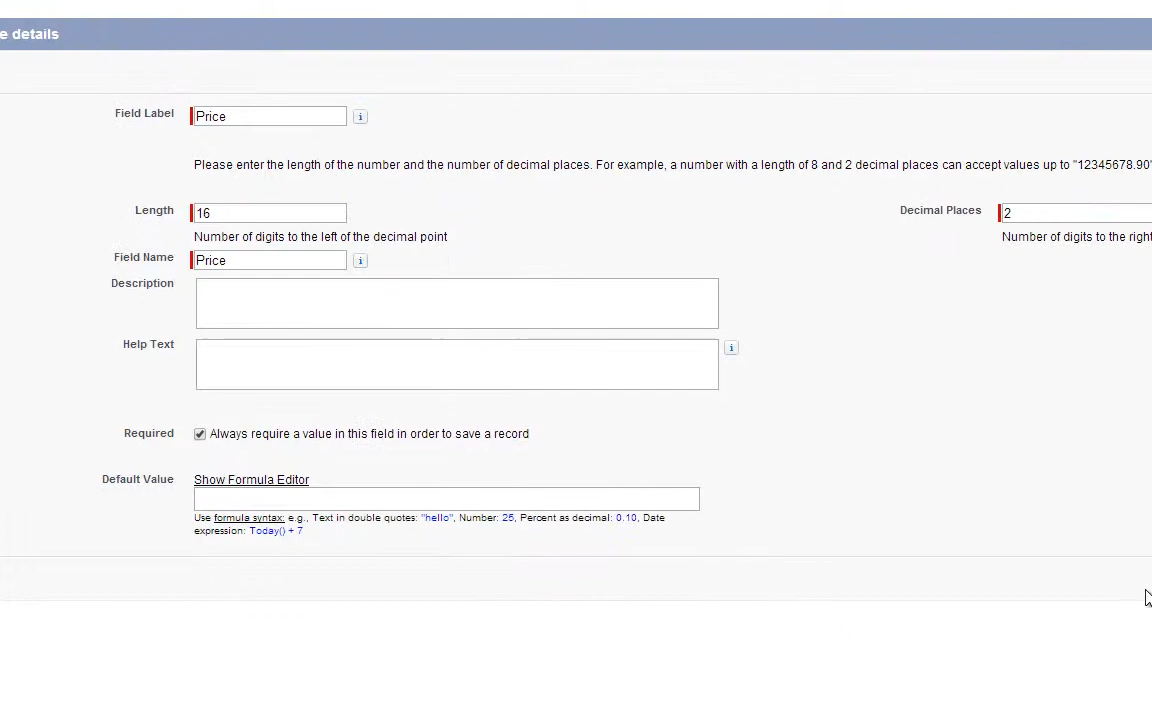 e details
Field Label Price i
Please enter the length of the number and the number of decimal places. For example, a number with a length of 8 and 2 decimal places can accept values up to "12345678.90"
Length 16 Decimal Places 2
Number of digits to the left of the decimal point Number of digits to the right
Field Name Price i
Description
Help Text i
Required Always require a value in this field in order to save a record
Default Value Show Formula Editor
Use formula syntax: e.g., Text in double quotes: "hello", Number: 25, Percent as decimal: 0.10, Date
expression: Today() + 7